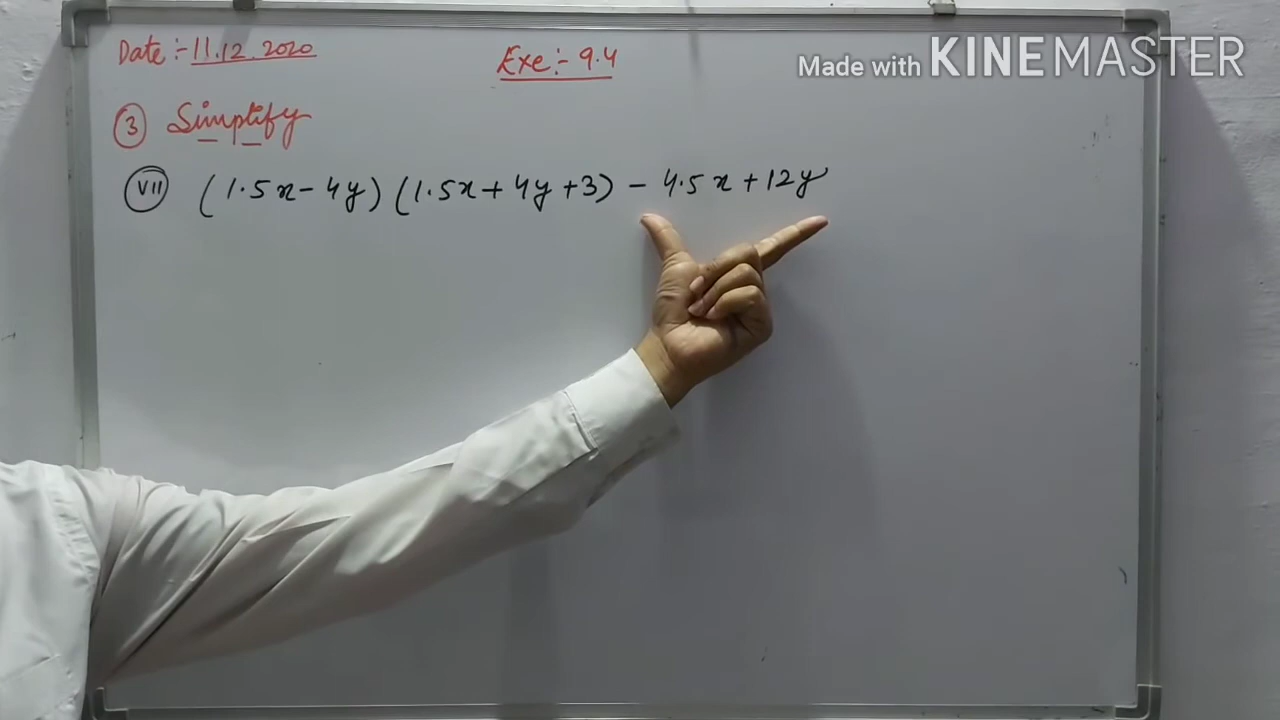 Date :- 11.12.2020
Exe :- 9.4
Made with KINEMASTER
3 Simplify
VII (1.5x - 4y) (1.5x + 4y + 3) - 4.5x + 12y